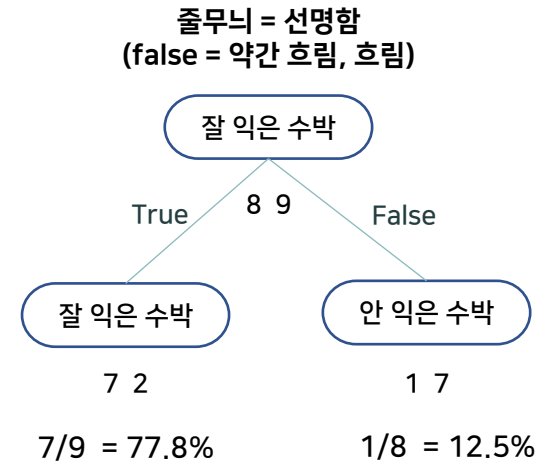 줄무늬 = 선명함
(false = 약간 흐림, 흐림)
잘 익은 수박
8 9
True
False
잘 익은 수박
안 익은 수박
7 2
1 7
7/9 = 77.8%
1/8 = 12.5%